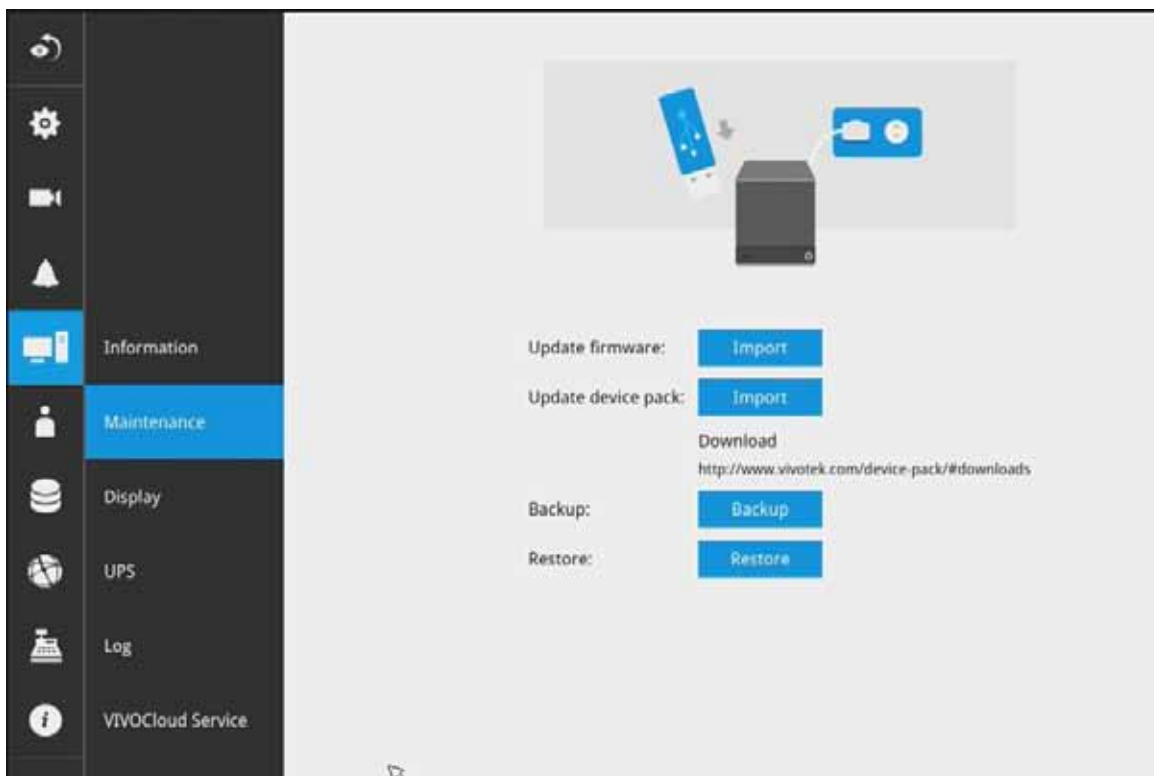 Information
Maintenance
Display
UPS
Log
VIVOCloud Service
Update firmware: Import
Update device pack: Import
Download
http://www.vivotek.com/device-pack/#downloads
Backup: Backup
Restore: Restore